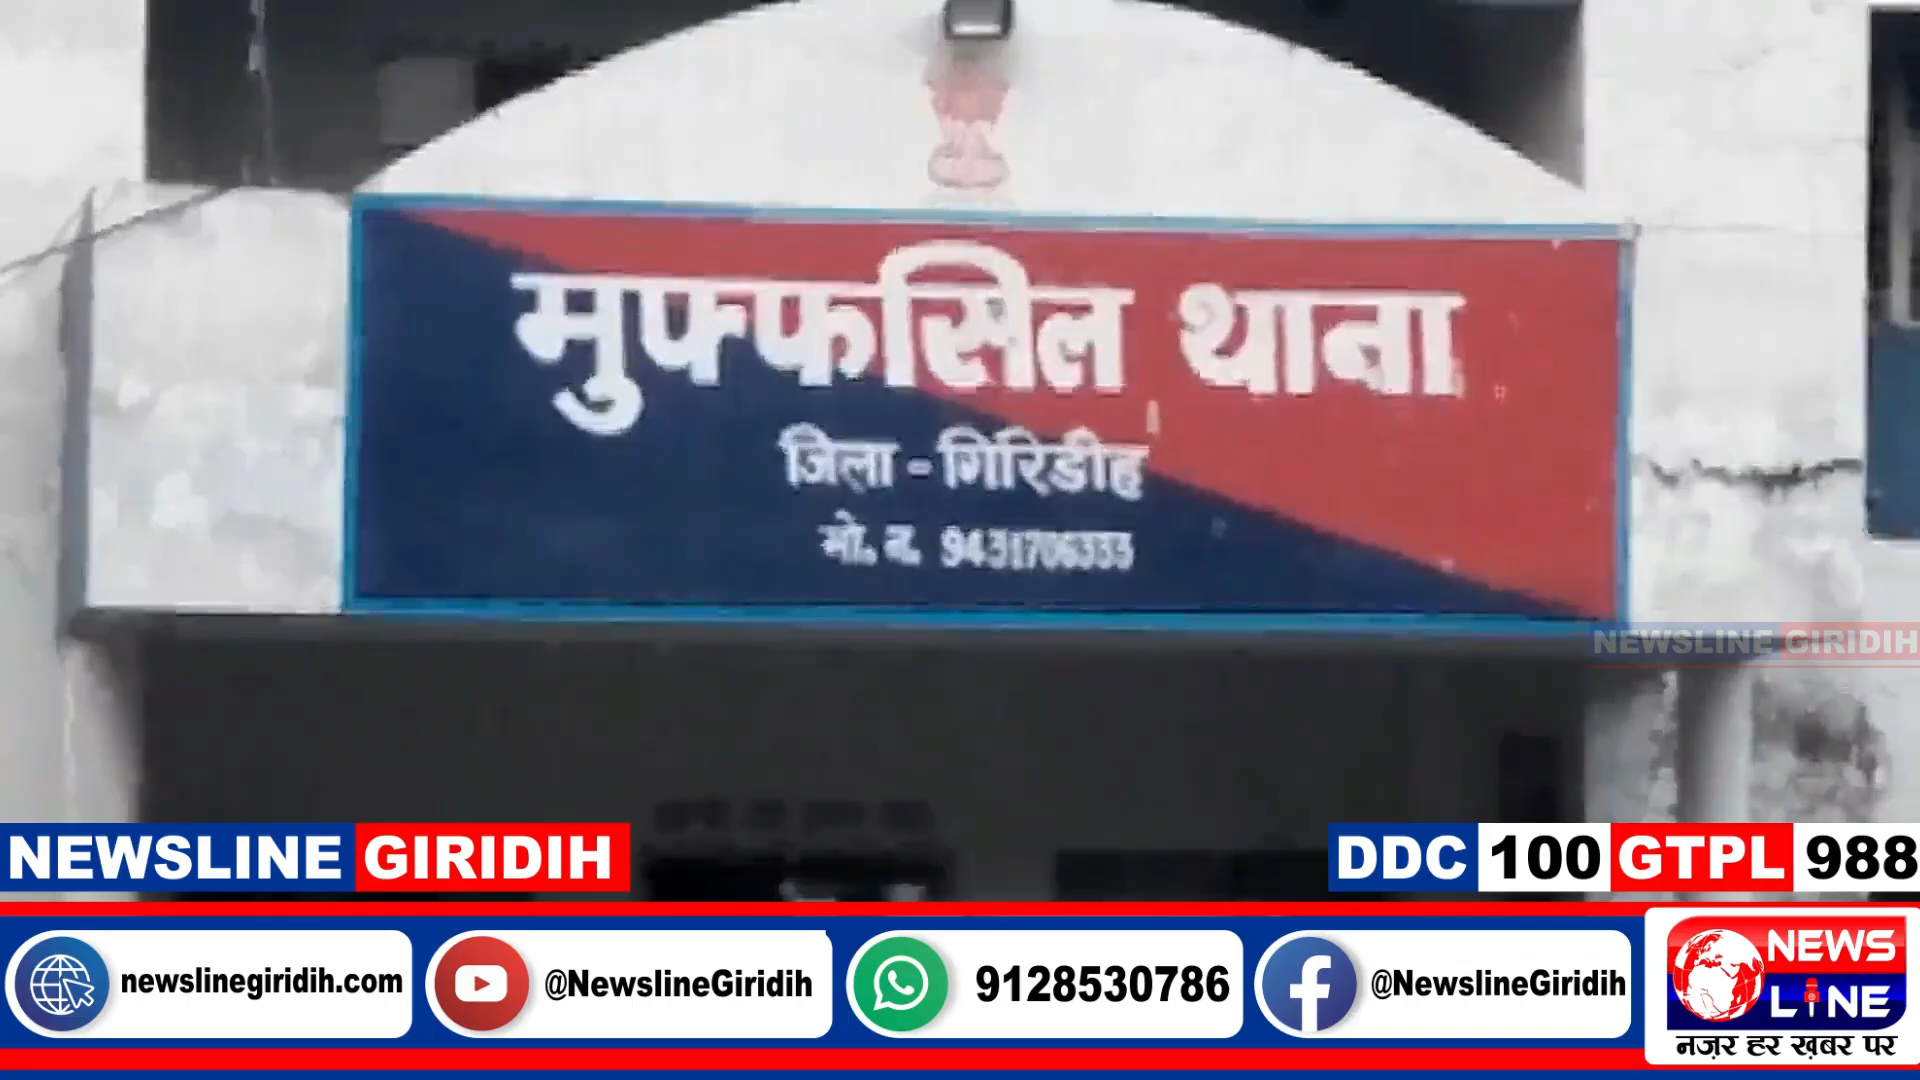 मुफ्फसिल थाना
जिला - गिरिडीह
मो. न. 9431706333
NEWSLINE GIRIDIH
NEWSLINE GIRIDIH
DDC 100 GTPL 988
newslinegiridih.com
@NewslineGiridih
9128530786
@NewslineGiridih
NEWS
LINE
नज़र हर ख़बर पर